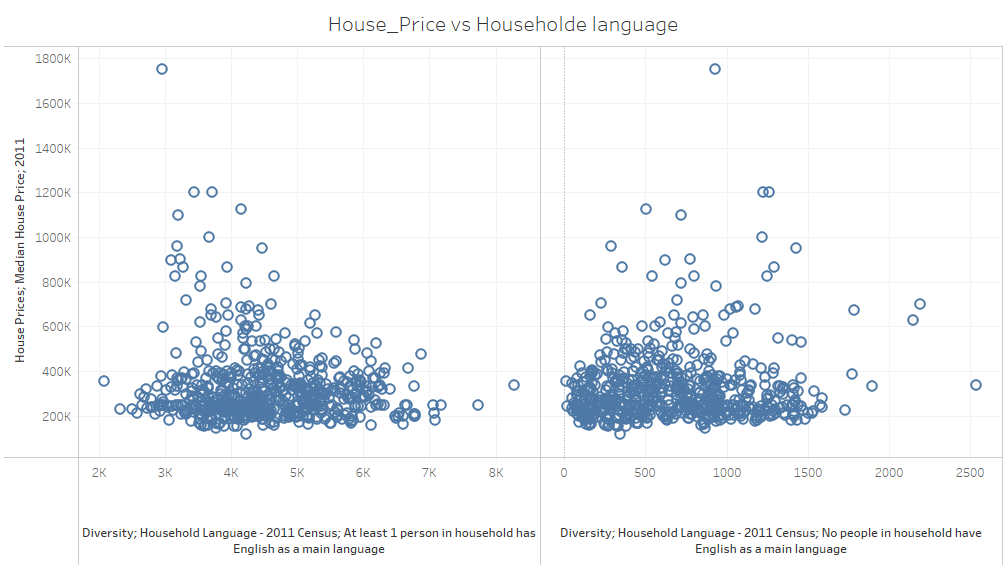 House_Price vs Householde language
House Prices; Median House Price; 2011
1800K
1600K
1400K
1200K
1000K
800K
600K
400K
200K
2K 3K 4K 5K 6K 7K 8K
0 500 1000 1500 2000 2500
Diversity; Household Language - 2011 Census; At least 1 person in household has
English as a main language
Diversity; Household Language - 2011 Census; No people in household have
English as a main language